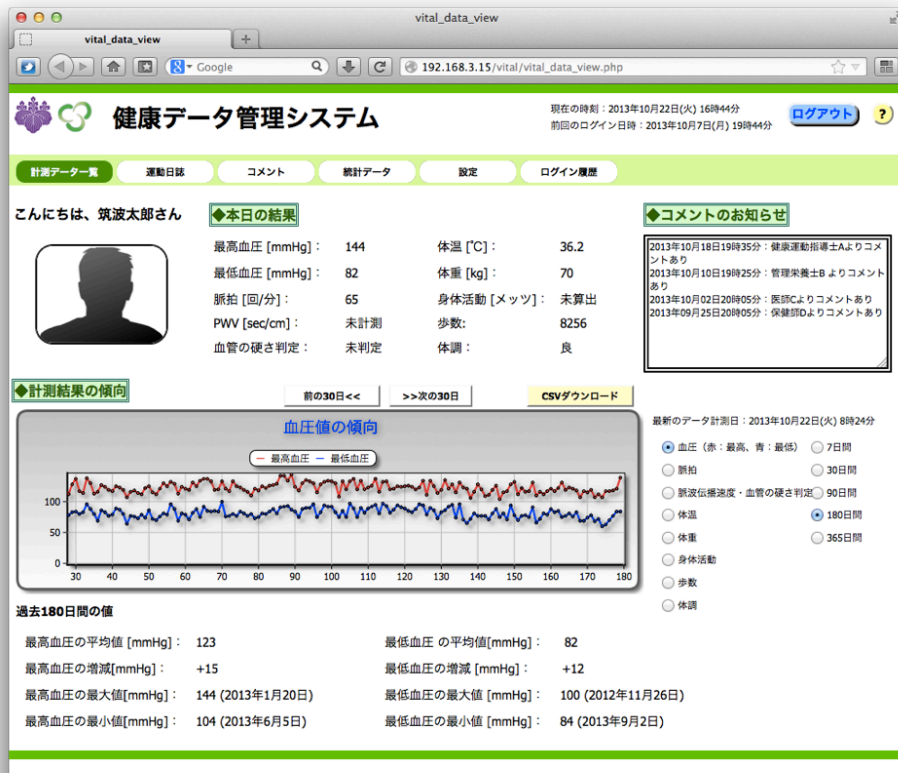 vital_data_view
vital_data_view
Google
192.168.3.15/vital/vital_data_view.php
健康データ管理システム
現在の時刻：2013年10月22日(火) 16時44分
前回のログイン日時：2013年10月7日(月) 19時44分
ログアウト
?
計測データ一覧 運動日誌 コメント 統計データ 設定 ログイン履歴
こんにちは、筑波太郎さん
◆本日の結果
最高血圧 [mmHg]： 144 体温 [℃]： 36.2
最低血圧 [mmHg]： 82 体重 [kg]： 70
脈拍 [回/分]： 65 身体活動 [メッツ]： 未算出
PWV [sec/cm]： 未計測 歩数: 8256
血管の硬さ判定： 未判定 体調： 良
◆コメントのお知らせ
2013年10月18日19時35分：健康運動指導士Aよりコメ
ントあり
2013年10月10日19時25分：管理栄養士B よりコメント
あり
2013年10月02日20時05分：医師Cよりコメントあり
2013年09月25日20時05分：保健師Dよりコメントあり
◆計測結果の傾向
前の30日<< >>次の30日 CSVダウンロード
血圧値の傾向
最高血圧 最低血圧
100
50
0
30 40 50 60 70 80 90 100 110 120 130 140 150 160 170 180
最新のデータ計測日：2013年10月22日(火) 8時24分
血圧（赤：最高、青：最低） 7日間
脈拍 30日間
脈波伝播速度・血管の硬さ判定 90日間
体温 180日間
体重 365日間
身体活動
歩数
体調
過去180日間の値
最高血圧の平均値 [mmHg]： 123 最低血圧 の平均値[mmHg]： 82
最高血圧の増減[mmHg]： +15 最低血圧の増減 [mmHg]： +12
最高血圧の最大値[mmHg]： 144 (2013年1月20日) 最低血圧の最大値 [mmHg]： 100 (2012年11月26日)
最高血圧の最小値[mmHg]： 104 (2013年6月5日) 最低血圧の最小値 [mmHg]： 84 (2013年9月2日)